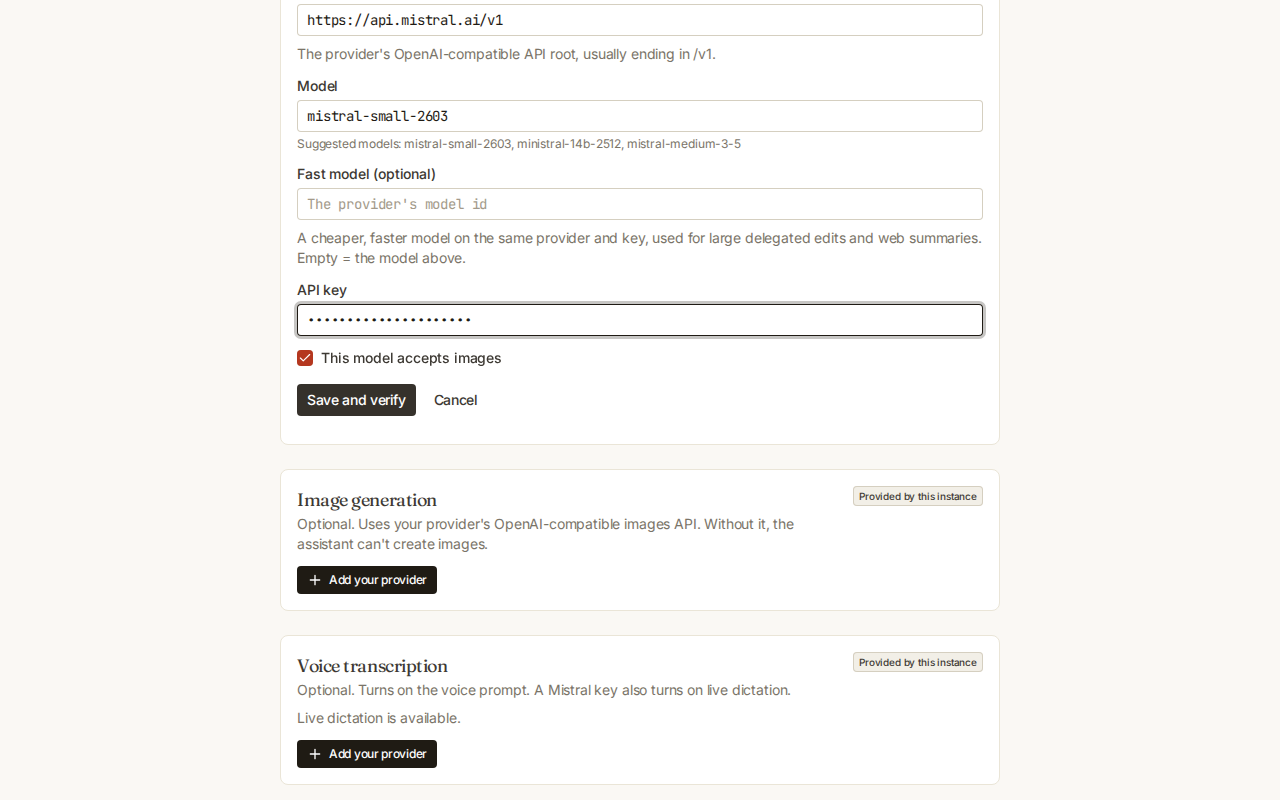 https://api.mistral.ai/v1
The provider's OpenAI-compatible API root, usually ending in /v1.
Model
mistral-small-2603
Suggested models: mistral-small-2603, ministral-14b-2512, mistral-medium-3-5
Fast model (optional)
The provider's model id
A cheaper, faster model on the same provider and key, used for large delegated edits and web summaries.
Empty = the model above.
API key
•••••••••••••••••••••
This model accepts images
Save and verify
Cancel
Image generation
Provided by this instance
Optional. Uses your provider's OpenAI-compatible images API. Without it, the
assistant can't create images.
Add your provider
Voice transcription
Provided by this instance
Optional. Turns on the voice prompt. A Mistral key also turns on live dictation.
Live dictation is available.
Add your provider